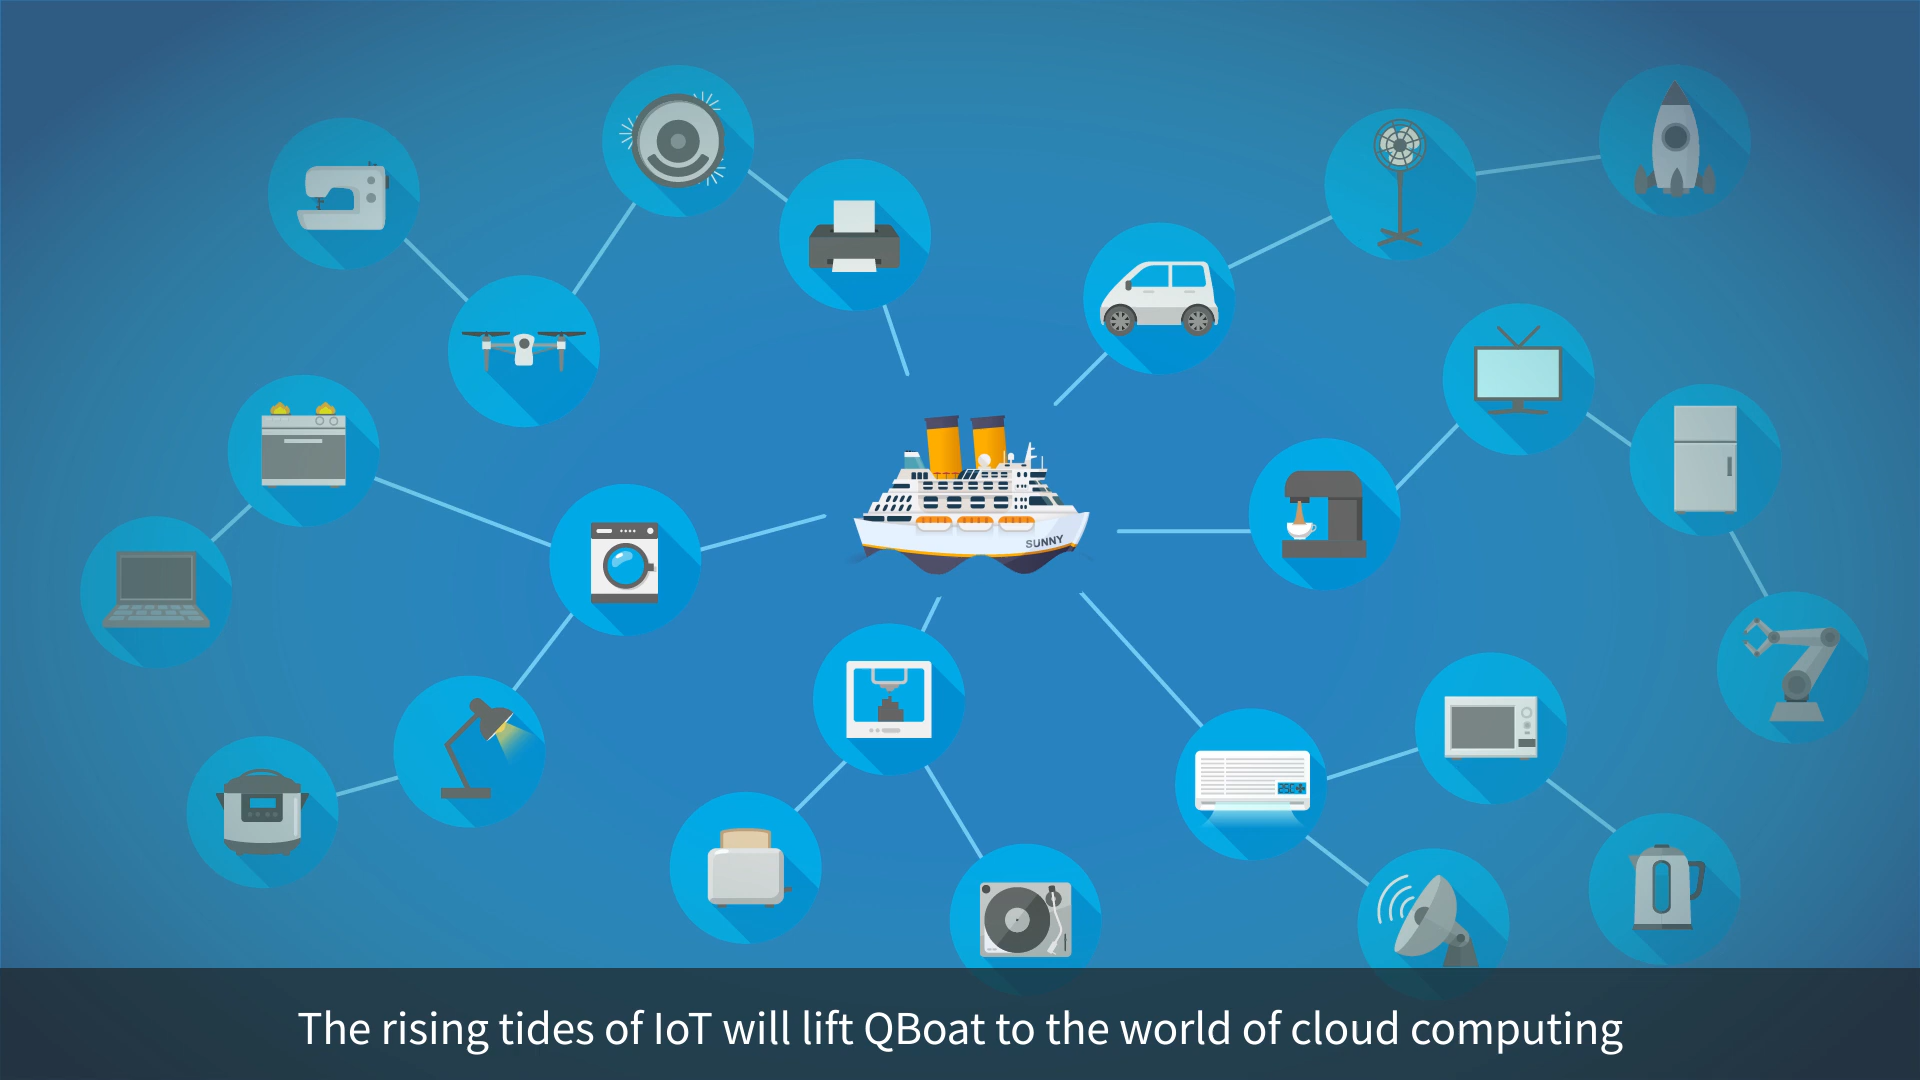 SUNNY
The rising tides of IoT will lift QBoat to the world of cloud computing